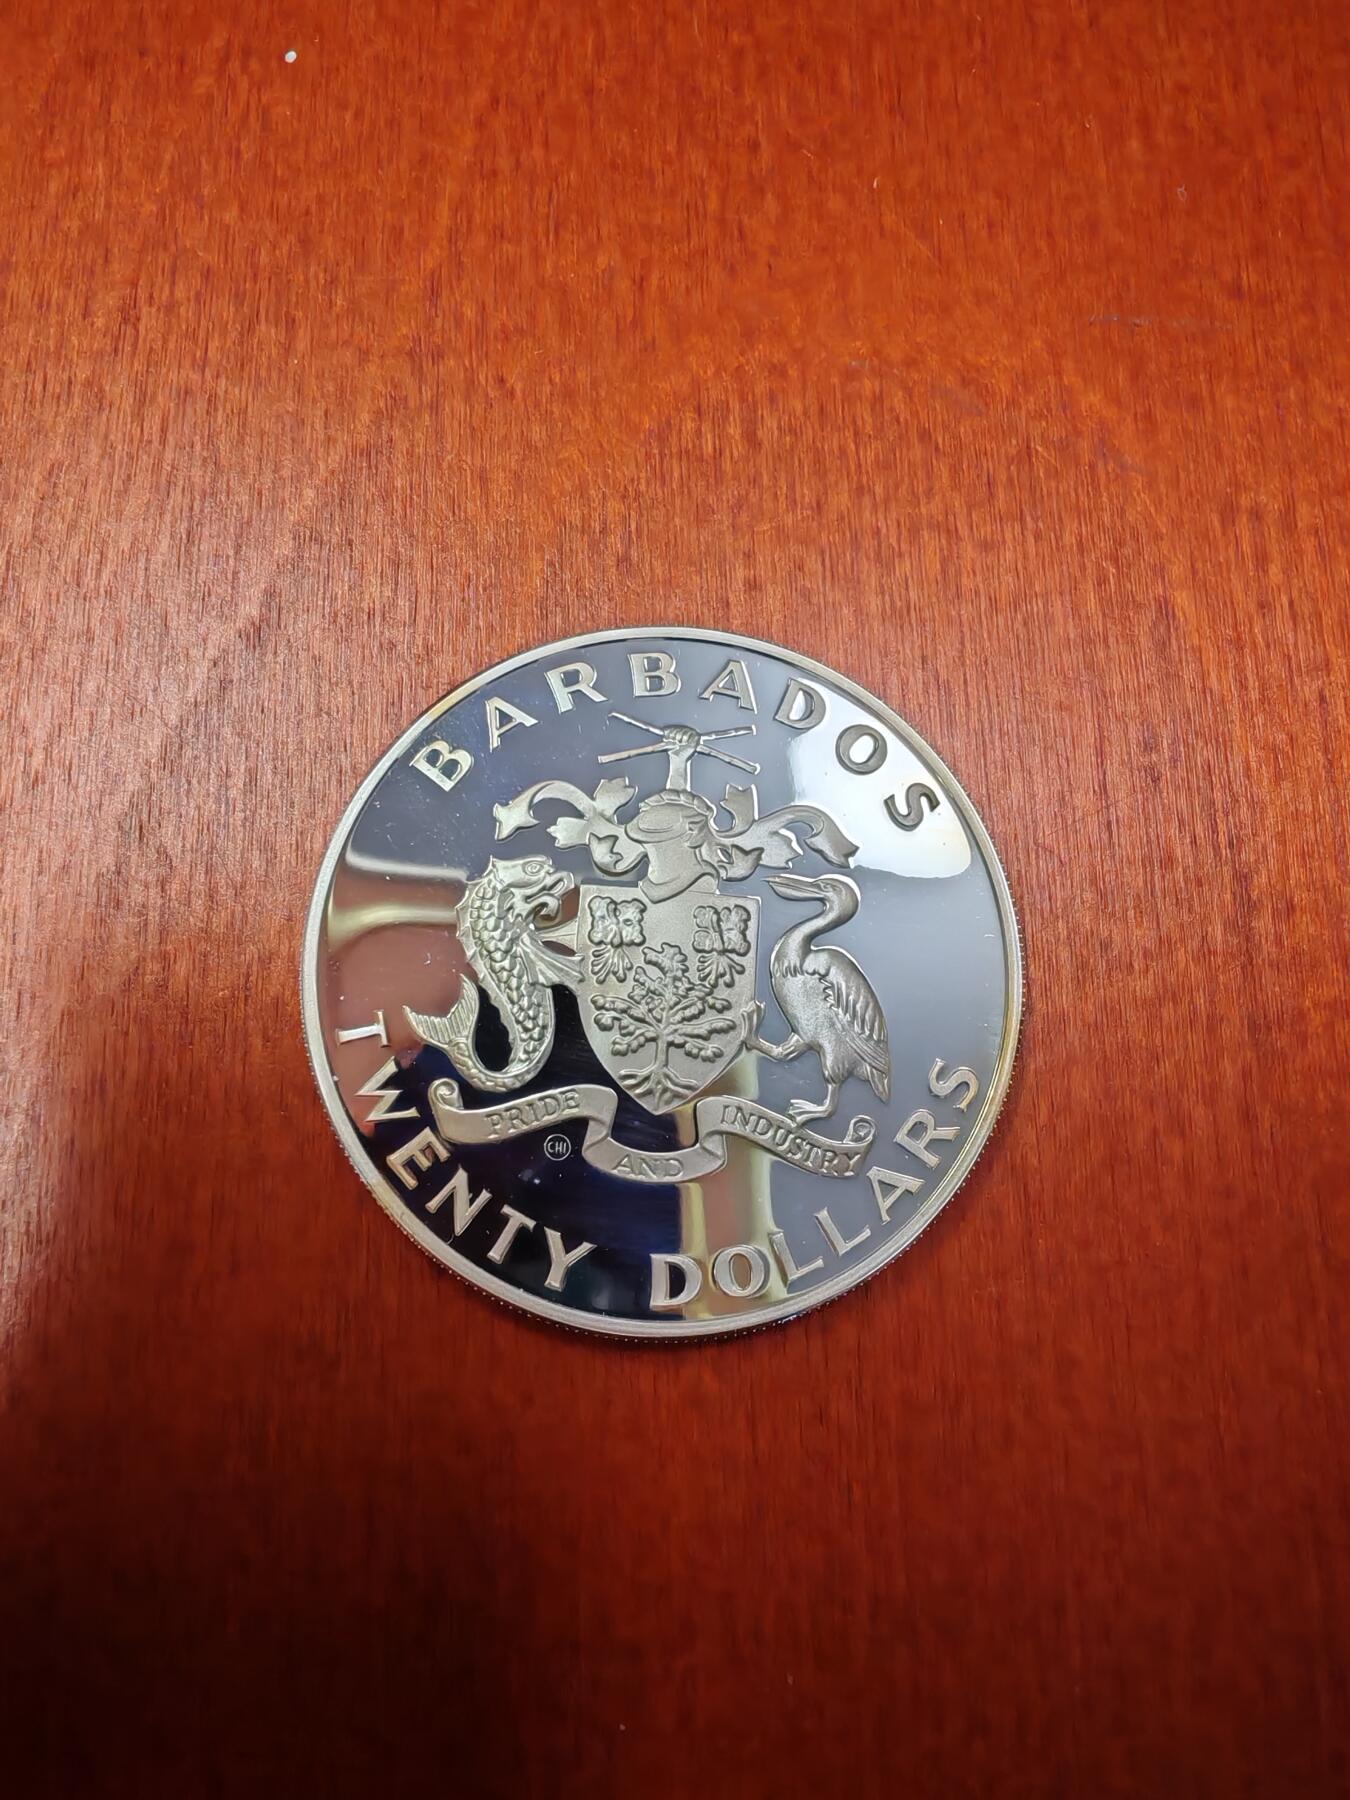 BARBADOS
PRIDE AND INDUSTRY
CHI
TWENTY DOLLARS